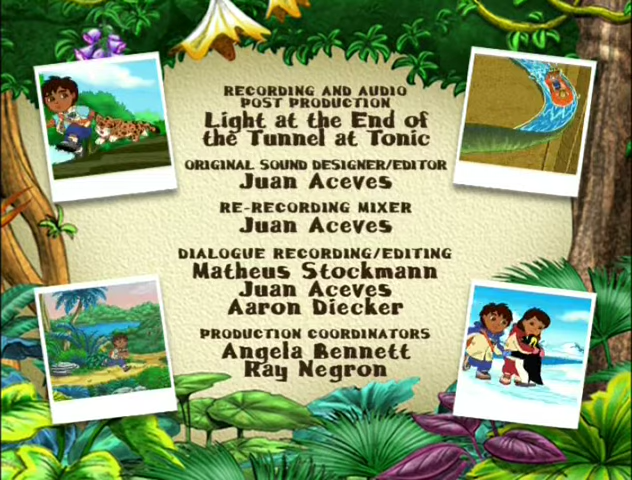 RECORDING AND AUDIO
POST PRODUCTION
Light at the End of
the Tunnel at Tonic
ORIGINAL SOUND DESIGNER/EDITOR
Juan Aceves
RE-RECORDING MIXER
Juan Aceves
DIALOGUE RECORDING/EDITING
Matheus Stockmann
Juan Aceves
Aaron Diecker
PRODUCTION COORDINATORS
Angela Bennett
Ray Negron